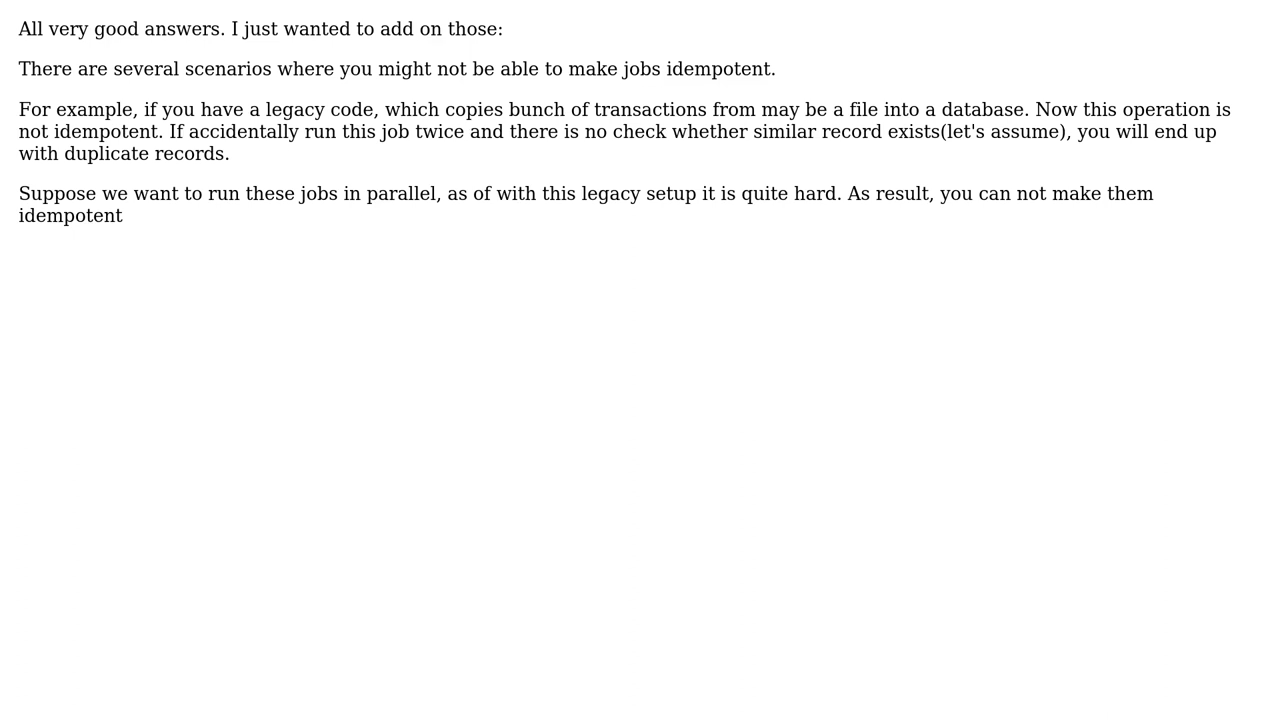 All very good answers. I just wanted to add on those:
There are several scenarios where you might not be able to make jobs idempotent.
For example, if you have a legacy code, which copies bunch of transactions from may be a file into a database. Now this operation is
not idempotent. If accidentally run this job twice and there is no check whether similar record exists(let's assume), you will end up
with duplicate records.
Suppose we want to run these jobs in parallel, as of with this legacy setup it is quite hard. As result, you can not make them
idempotent